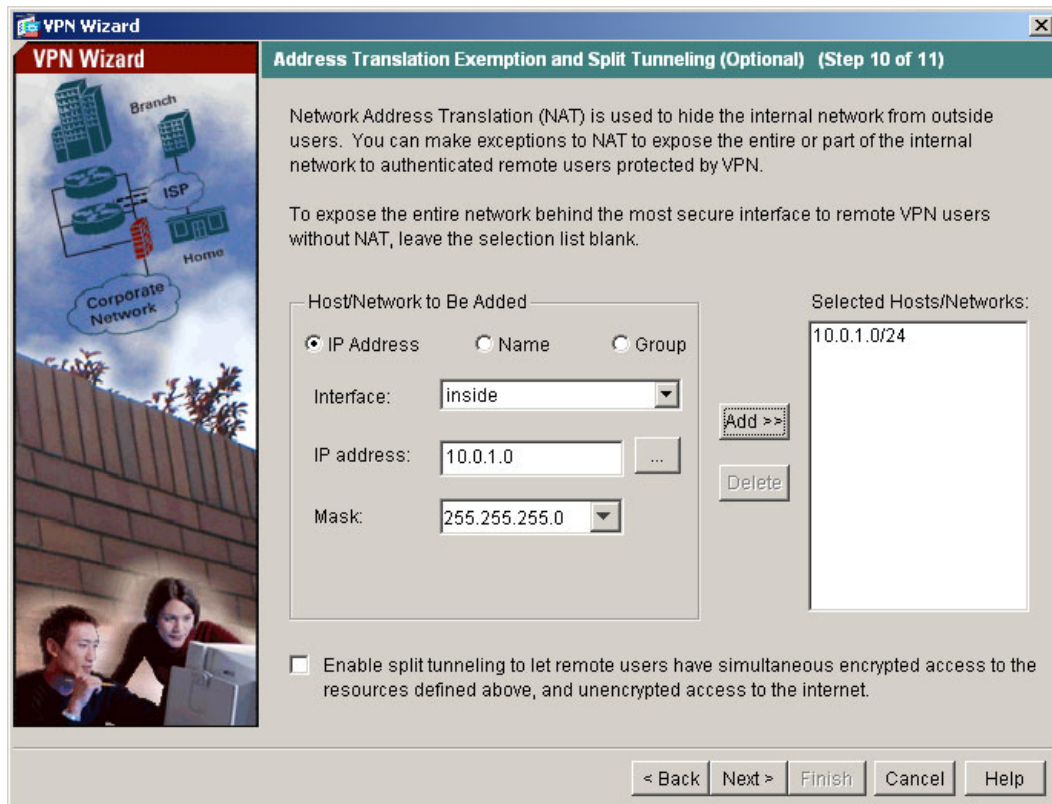 VPN Wizard
VPN Wizard
Address Translation Exemption and Split Tunneling (Optional) (Step 10 of 11)
Branch
ISP
Home
Corporate
Network
Network Address Translation (NAT) is used to hide the internal network from outside
users. You can make exceptions to NAT to expose the entire or part of the internal
network to authenticated remote users protected by VPN.
To expose the entire network behind the most secure interface to remote VPN users
without NAT, leave the selection list blank.
Host/Network to Be Added
IP Address
Name
Group
Interface:
inside
IP address:
10.0.1.0
...
Mask:
255.255.255.0
Add >>
Delete
Selected Hosts/Networks:
10.0.1.0/24
Enable split tunneling to let remote users have simultaneous encrypted access to the
resources defined above, and unencrypted access to the internet.
< Back
Next >
Finish
Cancel
Help